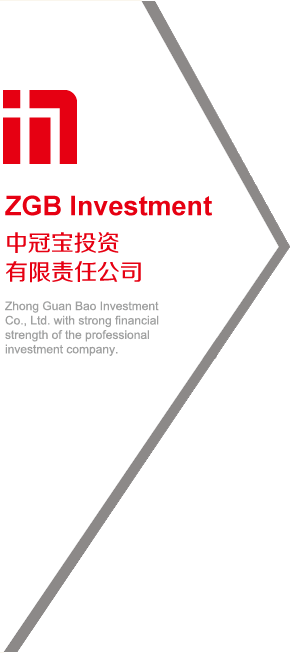 ZGB Investment
中冠宝投资
有限责任公司
Zhong Guan Bao Investment
Co., Ltd. with strong financial
strength of the professional
investment company.